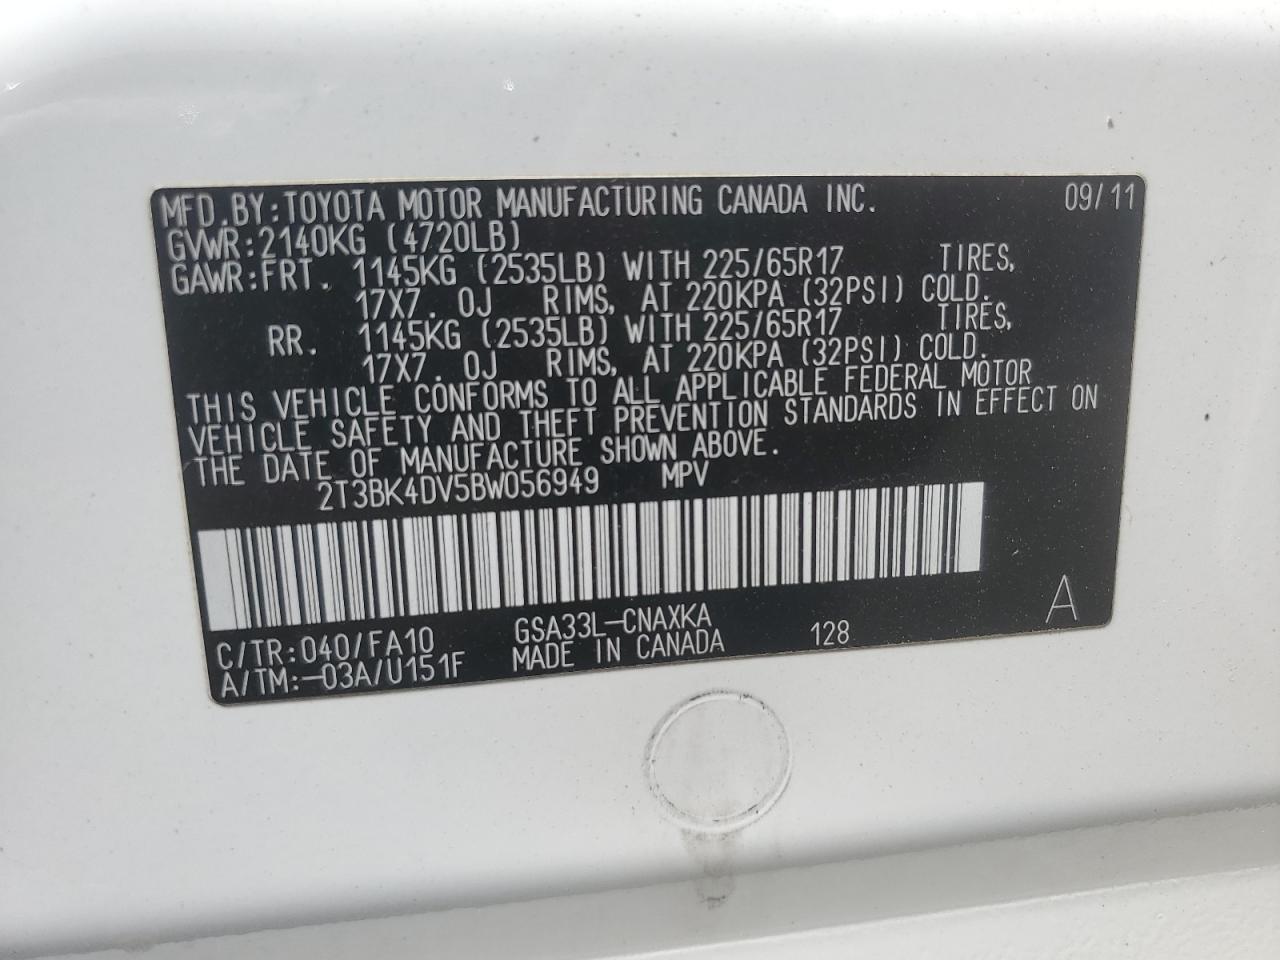 MFD.BY:TOYOTA MOTOR MANUFACTURING CANADA INC. 09/11
GVWR:2140KG (4720LB)
GAWR:FRT. 1145KG (2535LB) WITH 225/65R17 TIRES,
17X7. 0J RIMS, AT 220KPA (32PSI) COLD.
RR. 1145KG (2535LB) WITH 225/65R17 TIRES,
17X7. 0J RIMS, AT 220KPA (32PSI) COLD.
THIS VEHICLE CONFORMS TO ALL APPLICABLE FEDERAL MOTOR
VEHICLE SAFETY AND THEFT PREVENTION STANDARDS IN EFFECT ON
THE DATE OF MANUFACTURE SHOWN ABOVE.
2T3BK4DV5BW056949 MPV
C/TR:040/FA10 GSA33L-CNAXKA 128 A
A/TM:-03A/U151F MADE IN CANADA